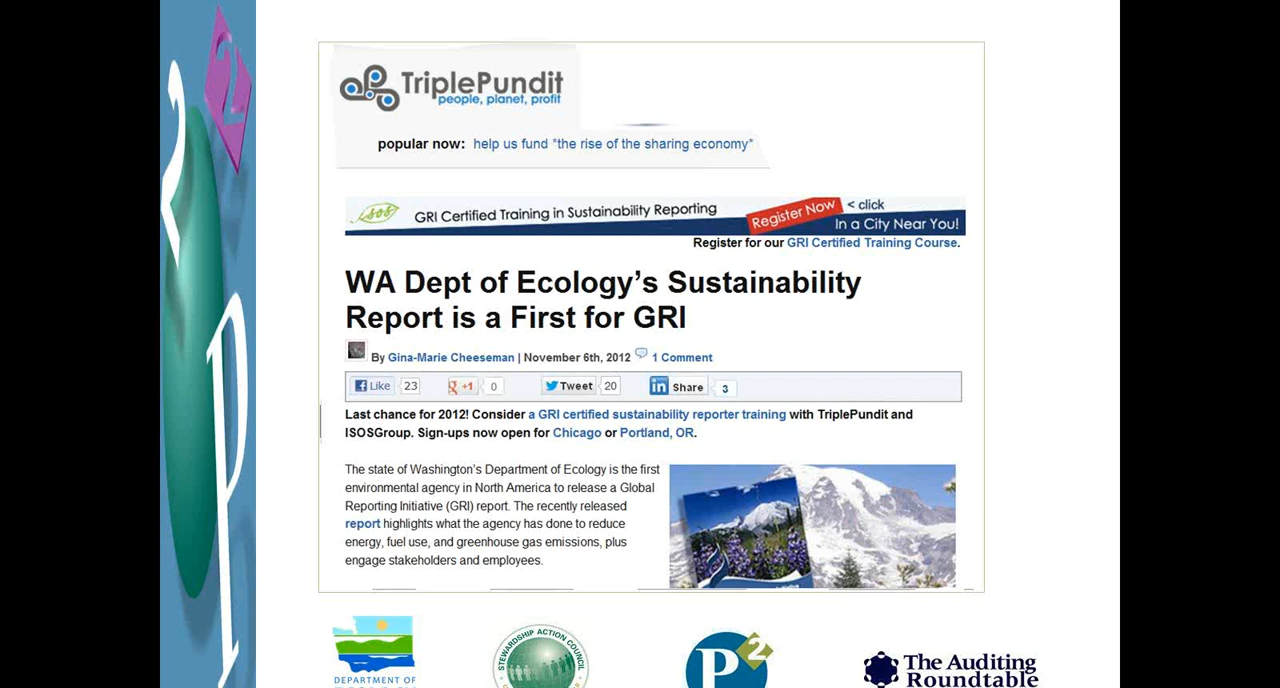 TriplePundit
people, planet, profit
popular now: help us fund "the rise of the sharing economy"
sos
GRI Certified Training in Sustainability Reporting
Register Now
< click
In a City Near You!
Register for our GRI Certified Training Course.
WA Dept of Ecology's Sustainability
Report is a First for GRI
By Gina-Marie Cheeseman | November 6th, 2012 1 Comment
Like 23 +1 0 Tweet 20 in Share 3
Last chance for 2012! Consider a GRI certified sustainability reporter training with TriplePundit and
ISOSGroup. Sign-ups now open for Chicago or Portland, OR.
The state of Washington's Department of Ecology is the first
environmental agency in North America to release a Global
Reporting Initiative (GRI) report. The recently released
report highlights what the agency has done to reduce
energy, fuel use, and greenhouse gas emissions, plus
engage stakeholders and employees.
DEPARTMENT OF
STEWARDSHIP ACTION COUNCIL
P2
The Auditing
Roundtable
2
P